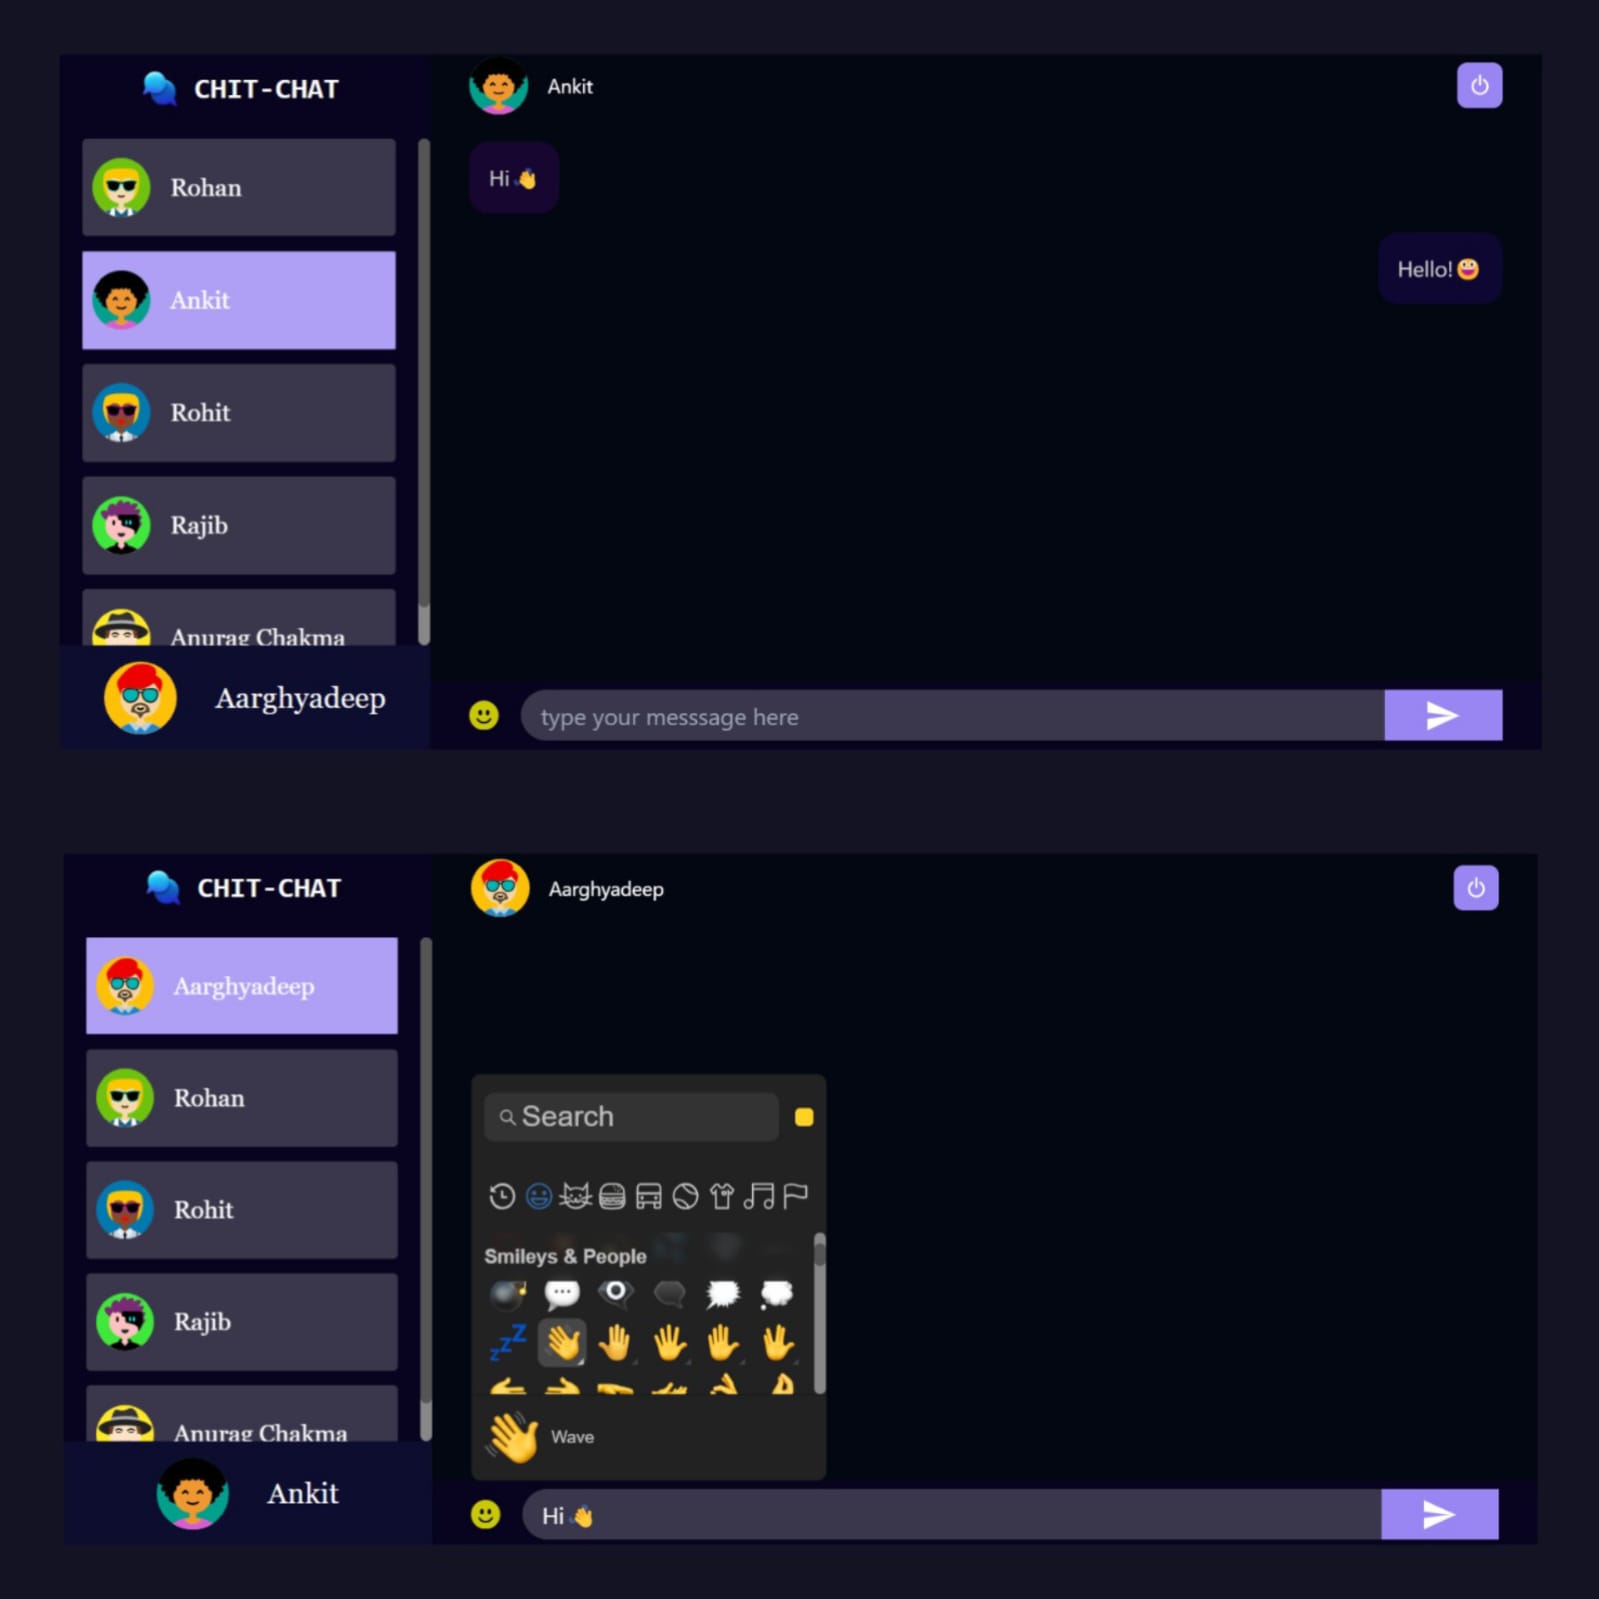 CHIT-CHAT
Rohan
Ankit
Rohit
Rajib
Anurag Chakma
Aarghyadeep
Ankit
Hi👋
Hello!😀
type your messsage here
CHIT-CHAT
Aarghyadeep
Rohan
Rohit
Rajib
Anurag Chakma
Ankit
Aarghyadeep
Search
Smileys & People
Wave
Hi👋